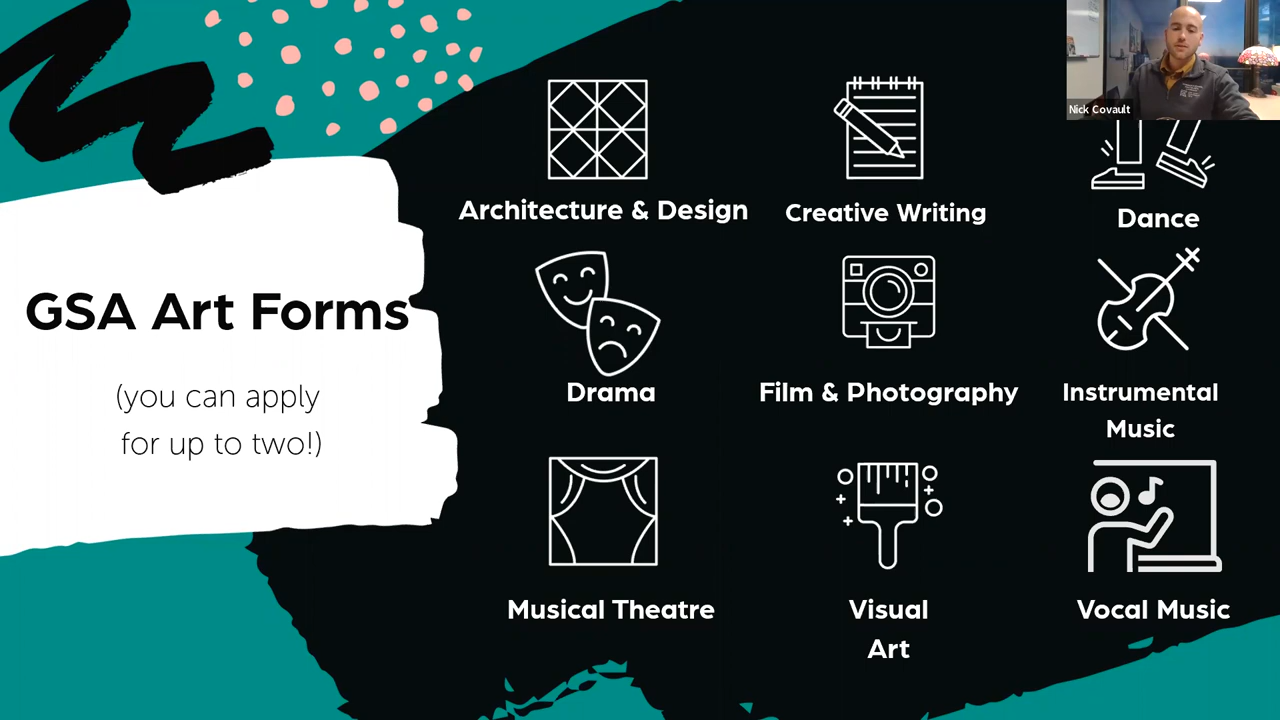 GSA Art Forms
(you can apply
for up to two!)
Nick Covault
Architecture & Design
Creative Writing
Dance
Drama
Film & Photography
Instrumental
Music
Musical Theatre
Visual
Art
Vocal Music